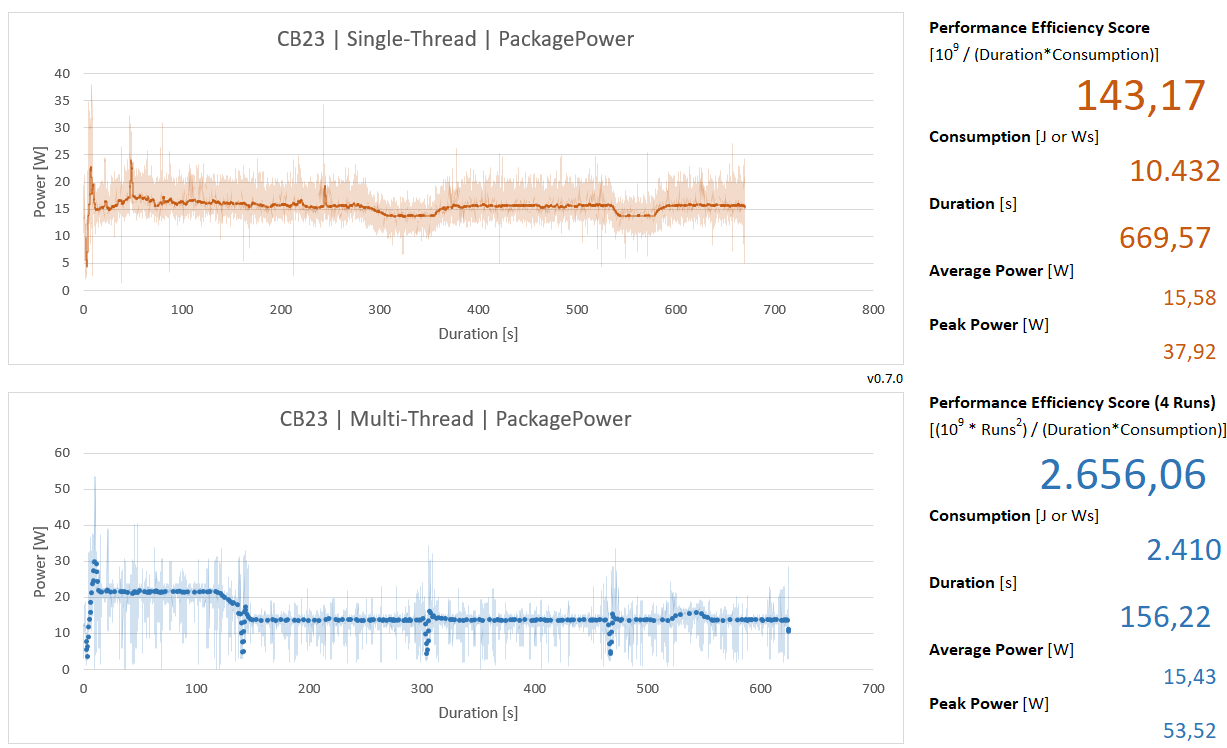 CB23 | Single-Thread | PackagePower
Power [W]
40
35
30
25
20
15
10
5
0
0 100 200 300 400 500 600 700 800
Duration [s]
Performance Efficiency Score
[10^9 / (Duration*Consumption)]
143,17
Consumption [J or Ws]
10.432
Duration [s]
669,57
Average Power [W]
15,58
Peak Power [W]
37,92
v0.7.0
CB23 | Multi-Thread | PackagePower
Power [W]
60
50
40
30
20
10
0
0 100 200 300 400 500 600 700
Duration [s]
Performance Efficiency Score (4 Runs)
[(10^9 * Runs^2) / (Duration*Consumption)]
2.656,06
Consumption [J or Ws]
2.410
Duration [s]
156,22
Average Power [W]
15,43
Peak Power [W]
53,52